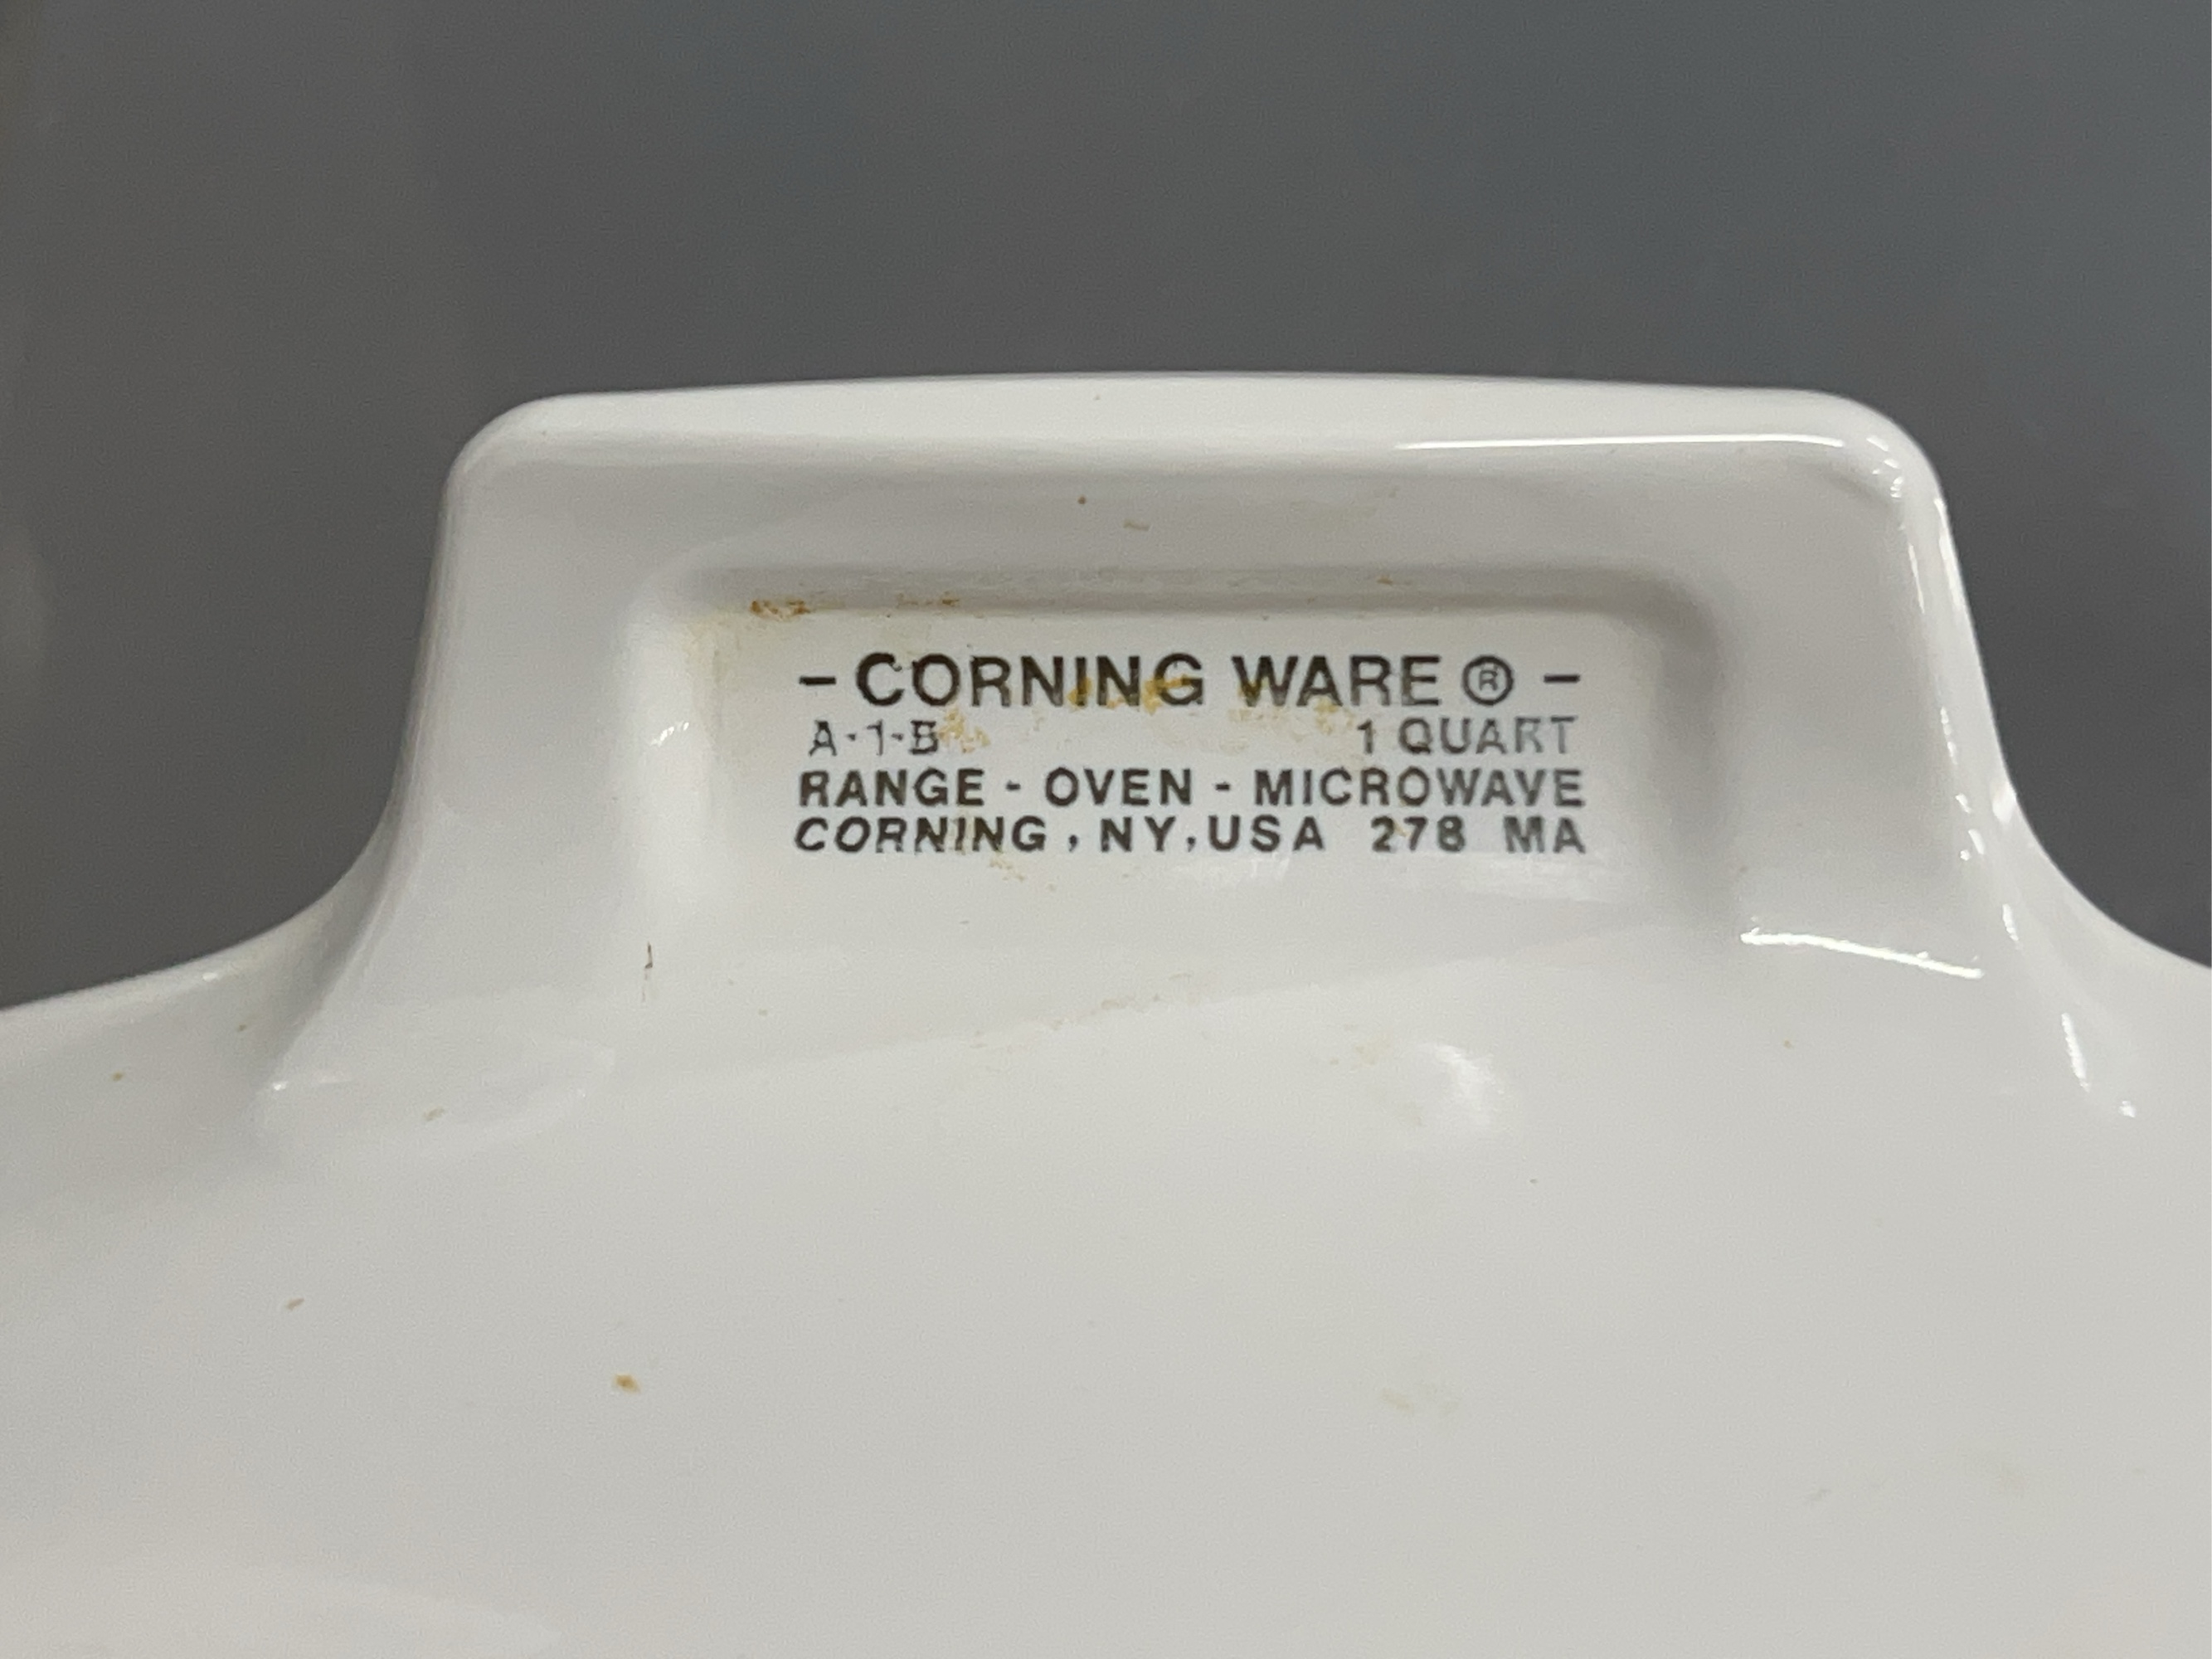 - CORNING WARE ® -
A-1-B 1 QUART
RANGE - OVEN - MICROWAVE
CORNING, NY, USA 278 MA